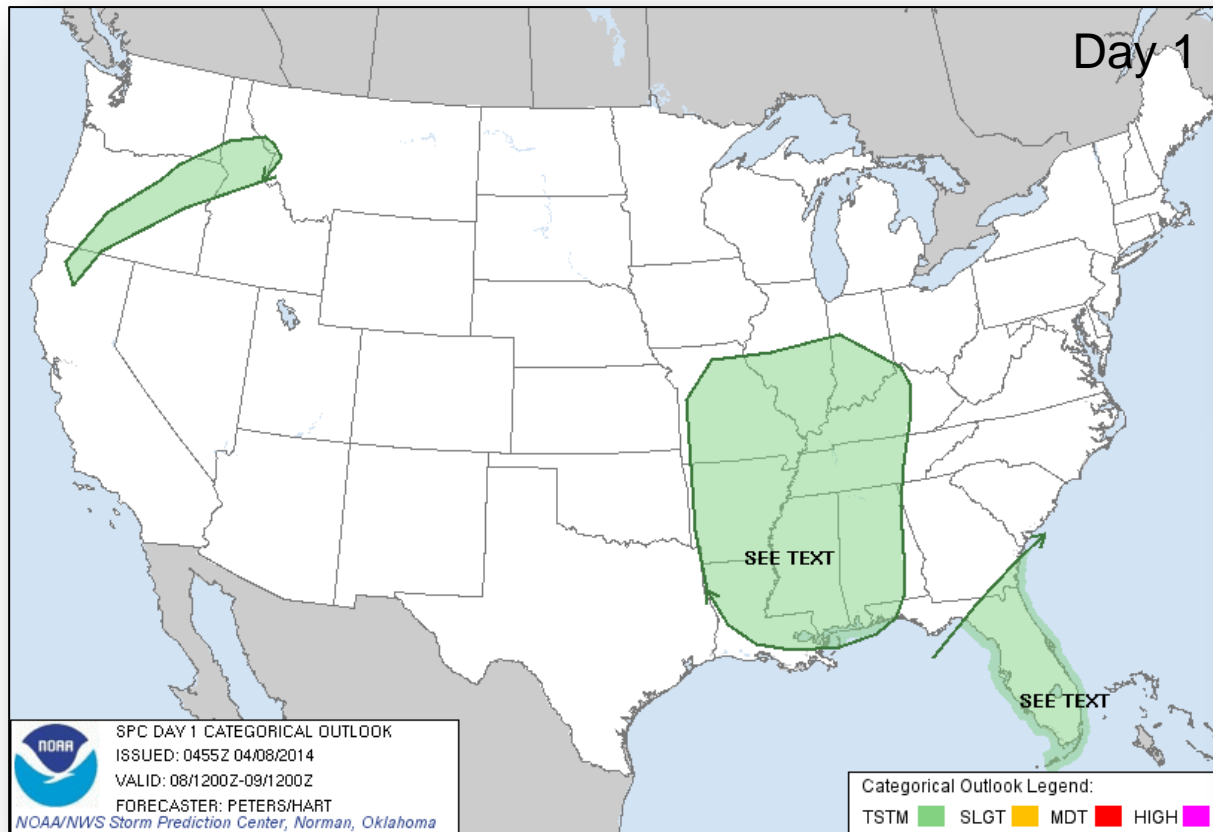 Day 1
SEE TEXT
SEE TEXT
NOAA
SPC DAY 1 CATEGORICAL OUTLOOK
ISSUED: 0455Z 04/08/2014
VALID: 08/1200Z-09/1200Z
FORECASTER: PETERS/HART
NOAA/NWS Storm Prediction Center, Norman, Oklahoma
Categorical Outlook Legend:
TSTM SLGT MDT HIGH